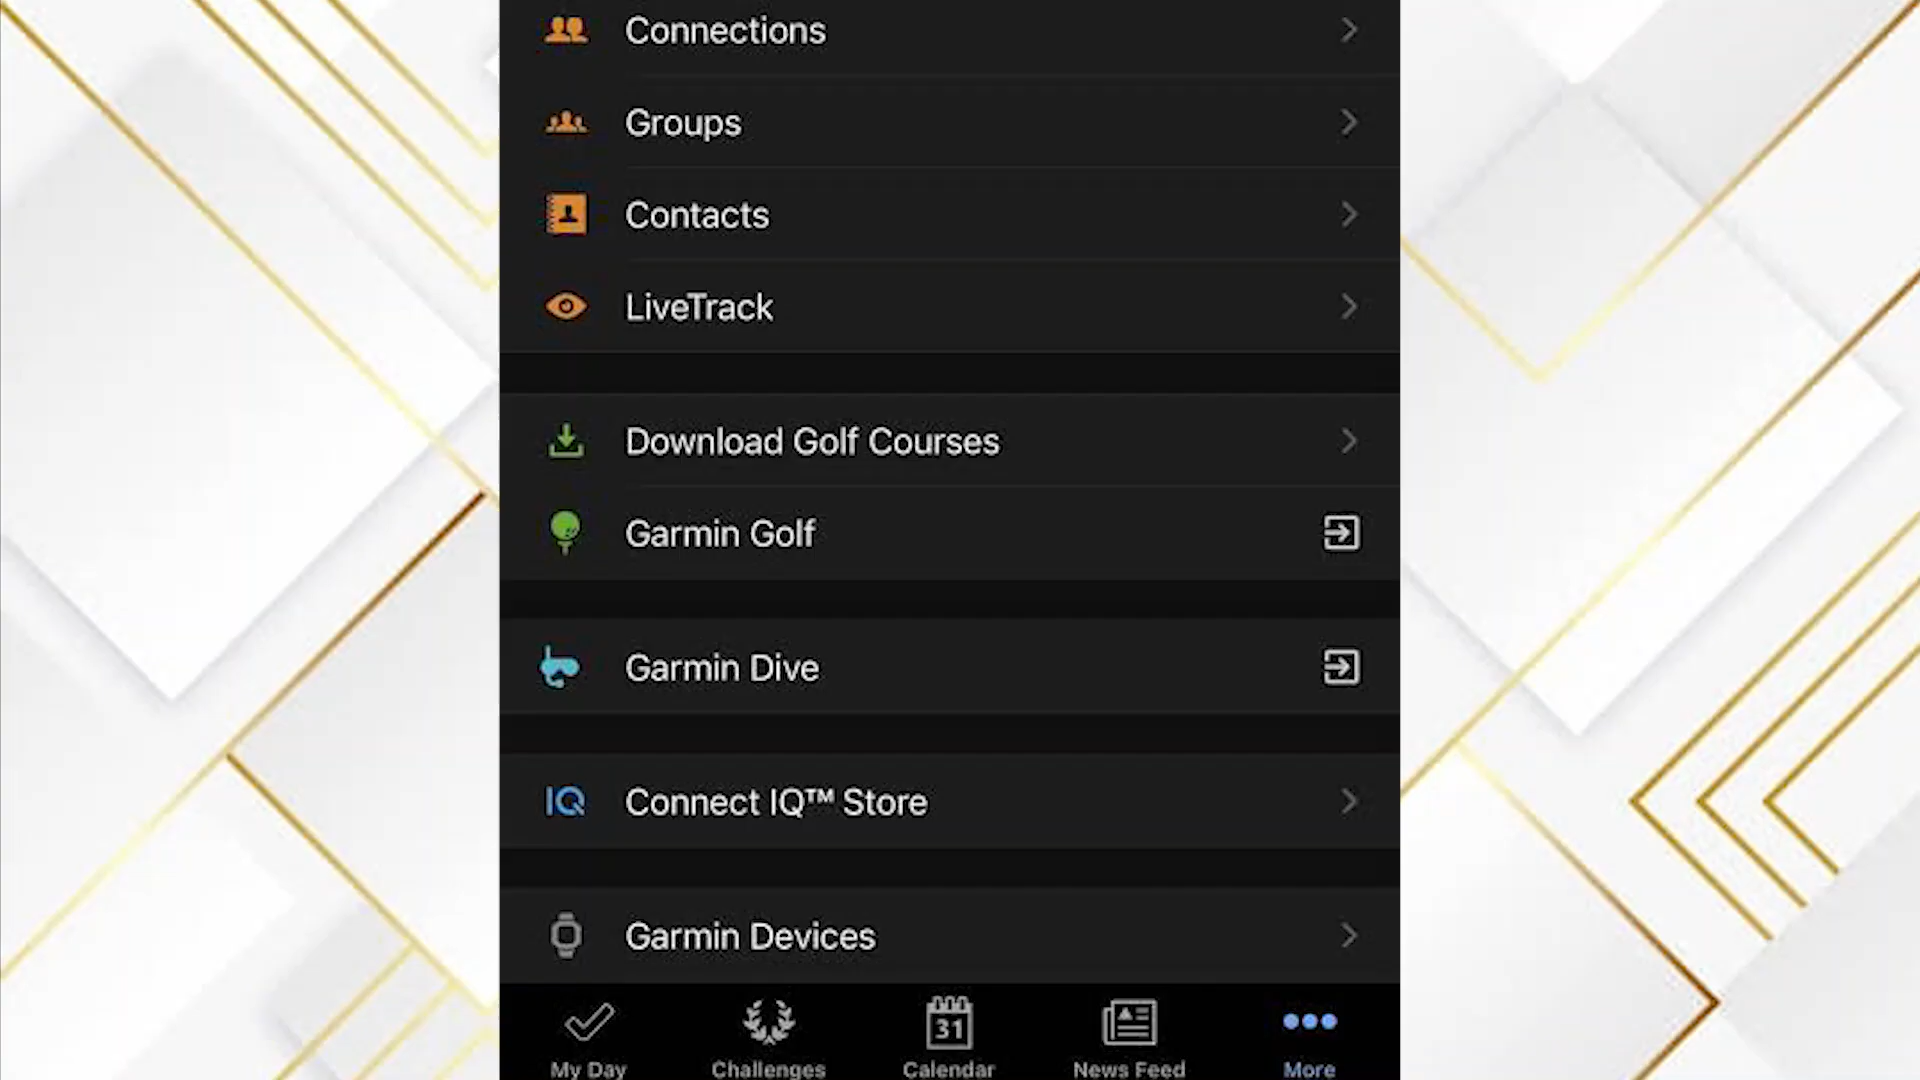 Connections
Groups
Contacts
LiveTrack
Download Golf Courses
Garmin Golf
Garmin Dive
IQ Connect IQ™ Store
Garmin Devices
31
My Day Challenges Calendar News Feed More